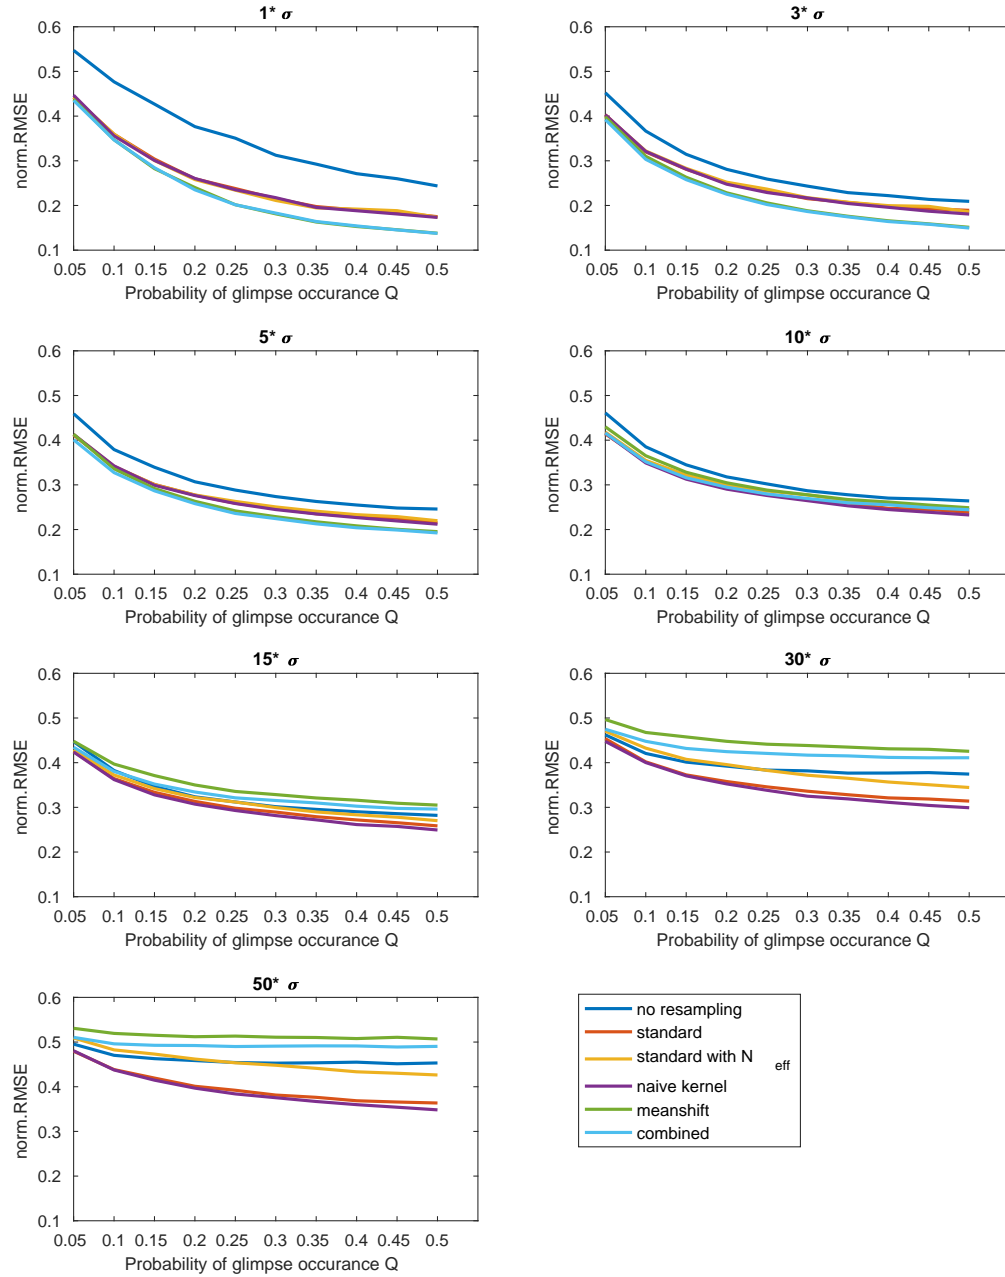 1* σ
0.6
0.5
0.4
0.3
0.2
0.1
norm.RMSE
0.05 0.1 0.15 0.2 0.25 0.3 0.35 0.4 0.45 0.5
Probability of glimpse occurance Q
3* σ
0.6
0.5
0.4
0.3
0.2
0.1
norm.RMSE
0.05 0.1 0.15 0.2 0.25 0.3 0.35 0.4 0.45 0.5
Probability of glimpse occurance Q
5* σ
0.6
0.5
0.4
0.3
0.2
0.1
norm.RMSE
0.05 0.1 0.15 0.2 0.25 0.3 0.35 0.4 0.45 0.5
Probability of glimpse occurance Q
10* σ
0.6
0.5
0.4
0.3
0.2
0.1
norm.RMSE
0.05 0.1 0.15 0.2 0.25 0.3 0.35 0.4 0.45 0.5
Probability of glimpse occurance Q
15* σ
0.6
0.5
0.4
0.3
0.2
0.1
norm.RMSE
0.05 0.1 0.15 0.2 0.25 0.3 0.35 0.4 0.45 0.5
Probability of glimpse occurance Q
30* σ
0.6
0.5
0.4
0.3
0.2
0.1
norm.RMSE
0.05 0.1 0.15 0.2 0.25 0.3 0.35 0.4 0.45 0.5
Probability of glimpse occurance Q
50* σ
0.6
0.5
0.4
0.3
0.2
0.1
norm.RMSE
0.05 0.1 0.15 0.2 0.25 0.3 0.35 0.4 0.45 0.5
Probability of glimpse occurance Q
no resampling
standard
standard with N eff
naive kernel
meanshift
combined